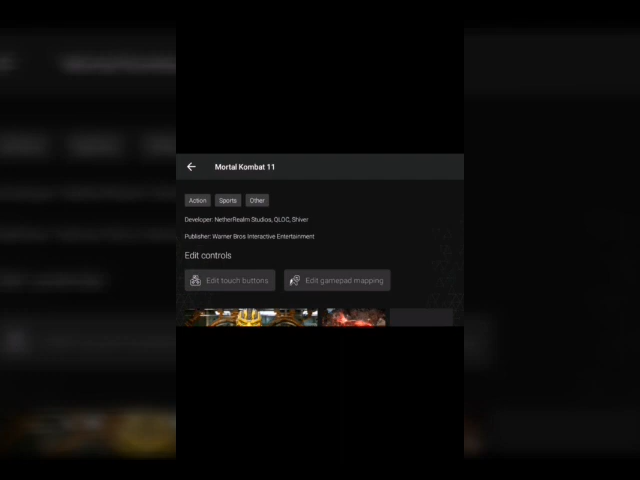 Mortal Kombat 11
Action Sports Other
Developer: NetherRealm Studios, QLOC, Shiver
Publisher: Warner Bros Interactive Entertainment
Edit controls
Edit touch buttons Edit gamepad mapping